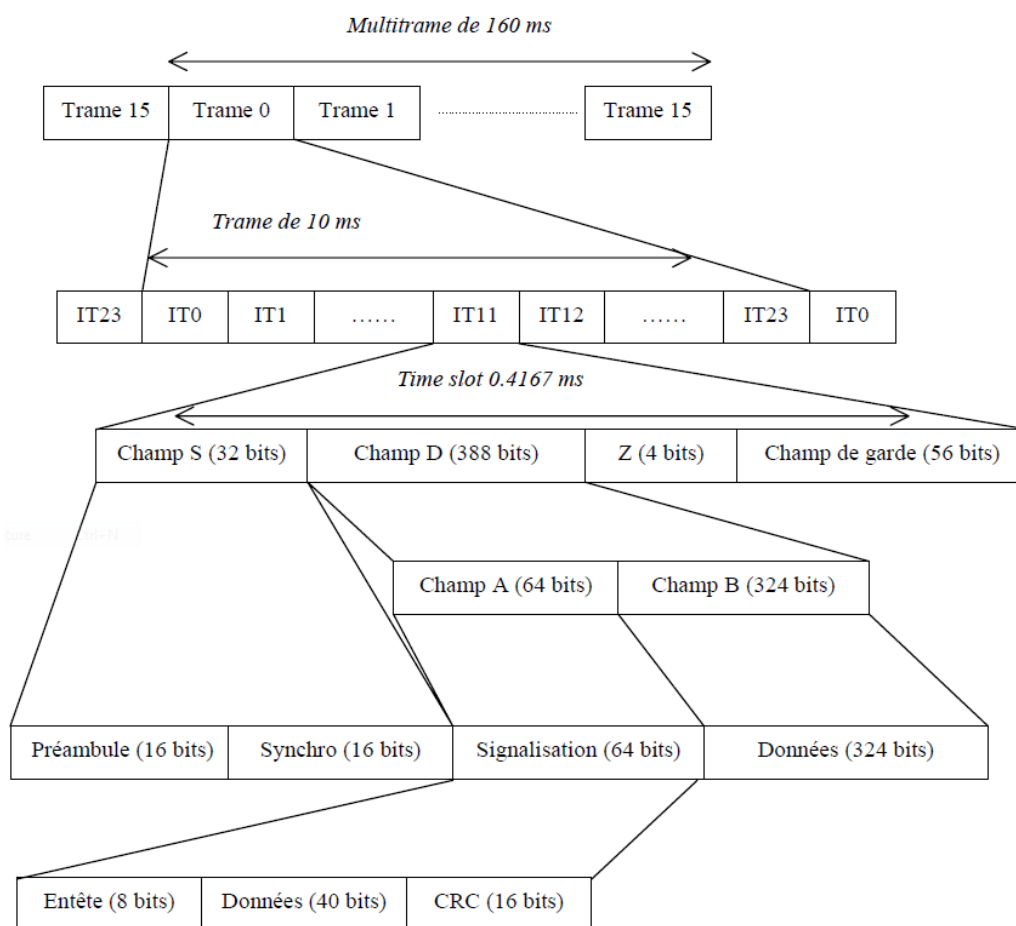 Multitrame de 160 ms
Trame 15 Trame 0 Trame 1 Trame 15
Trame de 10 ms
IT23 IT0 IT1 …… IT11 IT12 …… IT23 IT0
Time slot 0.4167 ms
Champ S (32 bits) Champ D (388 bits) Z (4 bits) Champ de garde (56 bits)
Ctrl+N
Champ A (64 bits) Champ B (324 bits)
Préambule (16 bits) Synchro (16 bits) Signalisation (64 bits) Données (324 bits)
Entête (8 bits) Données (40 bits) CRC (16 bits)